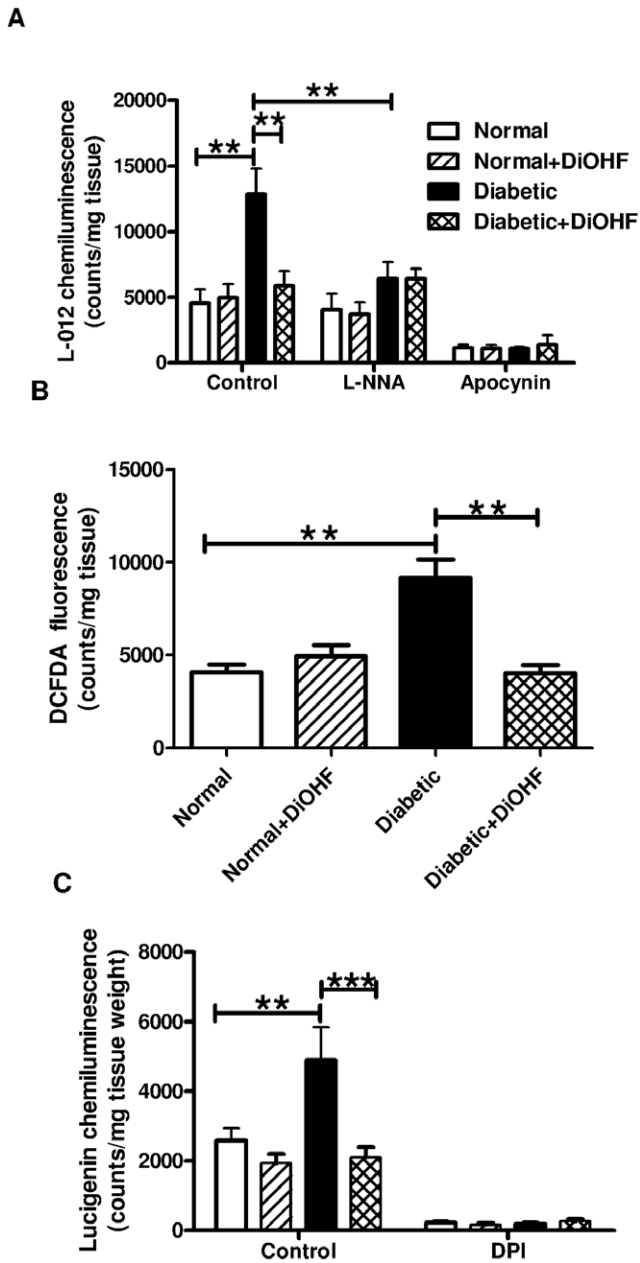 A
L-012 chemiluminescence
(counts/mg tissue)
20000
15000
10000
5000
0
**
**
**
Normal
Normal+DiOHF
Diabetic
Diabetic+DiOHF
Control
L-NNA
Apocynin
B
DCFDA fluorescence
(counts/mg tissue)
15000
10000
5000
0
**
**
Normal
Normal+DiOHF
Diabetic
Diabetic+DiOHF
C
Lucigenin chemiluminescence
(counts/mg tissue weight)
8000
6000
4000
2000
0
**
***
Control
DPI